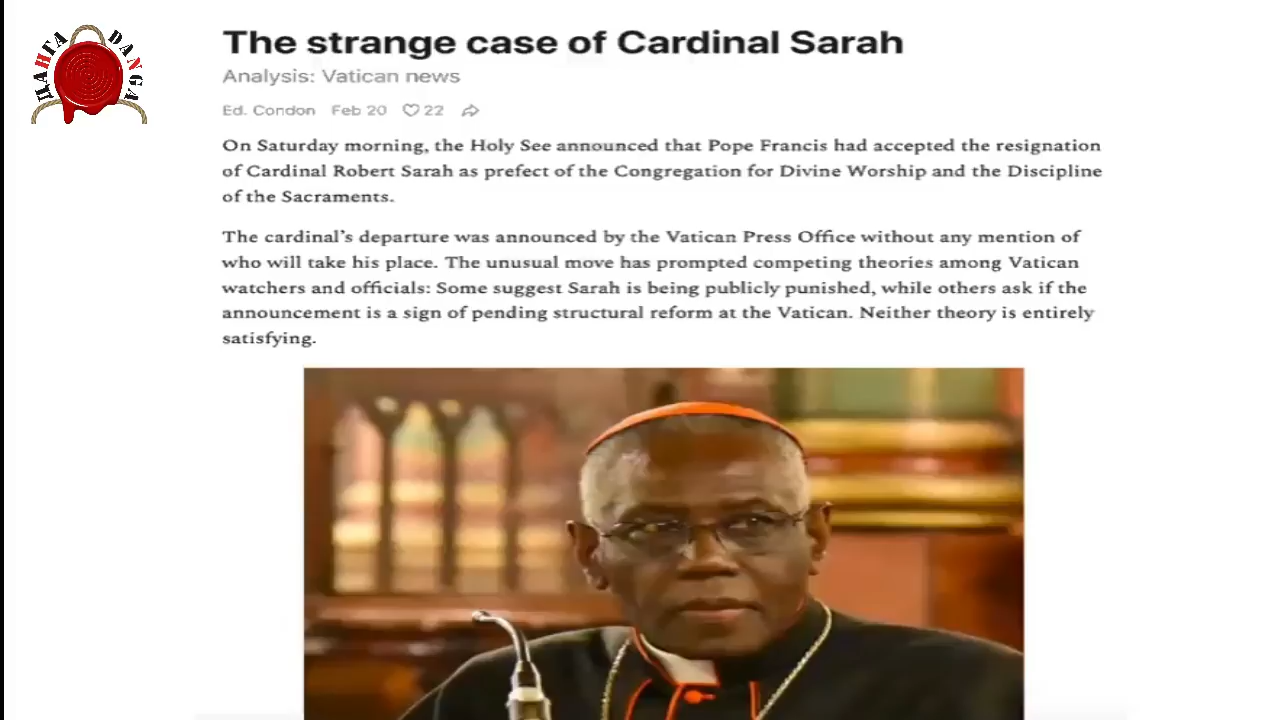 ДАНГА DANGA
The strange case of Cardinal Sarah
Analysis: Vatican news
Ed. Condon Feb 20 22
On Saturday morning, the Holy See announced that Pope Francis had accepted the resignation
of Cardinal Robert Sarah as prefect of the Congregation for Divine Worship and the Discipline
of the Sacraments.
The cardinal's departure was announced by the Vatican Press Office without any mention of
who will take his place. The unusual move has prompted competing theories among Vatican
watchers and officials: Some suggest Sarah is being publicly punished, while others ask if the
announcement is a sign of pending structural reform at the Vatican. Neither theory is entirely
satisfying.